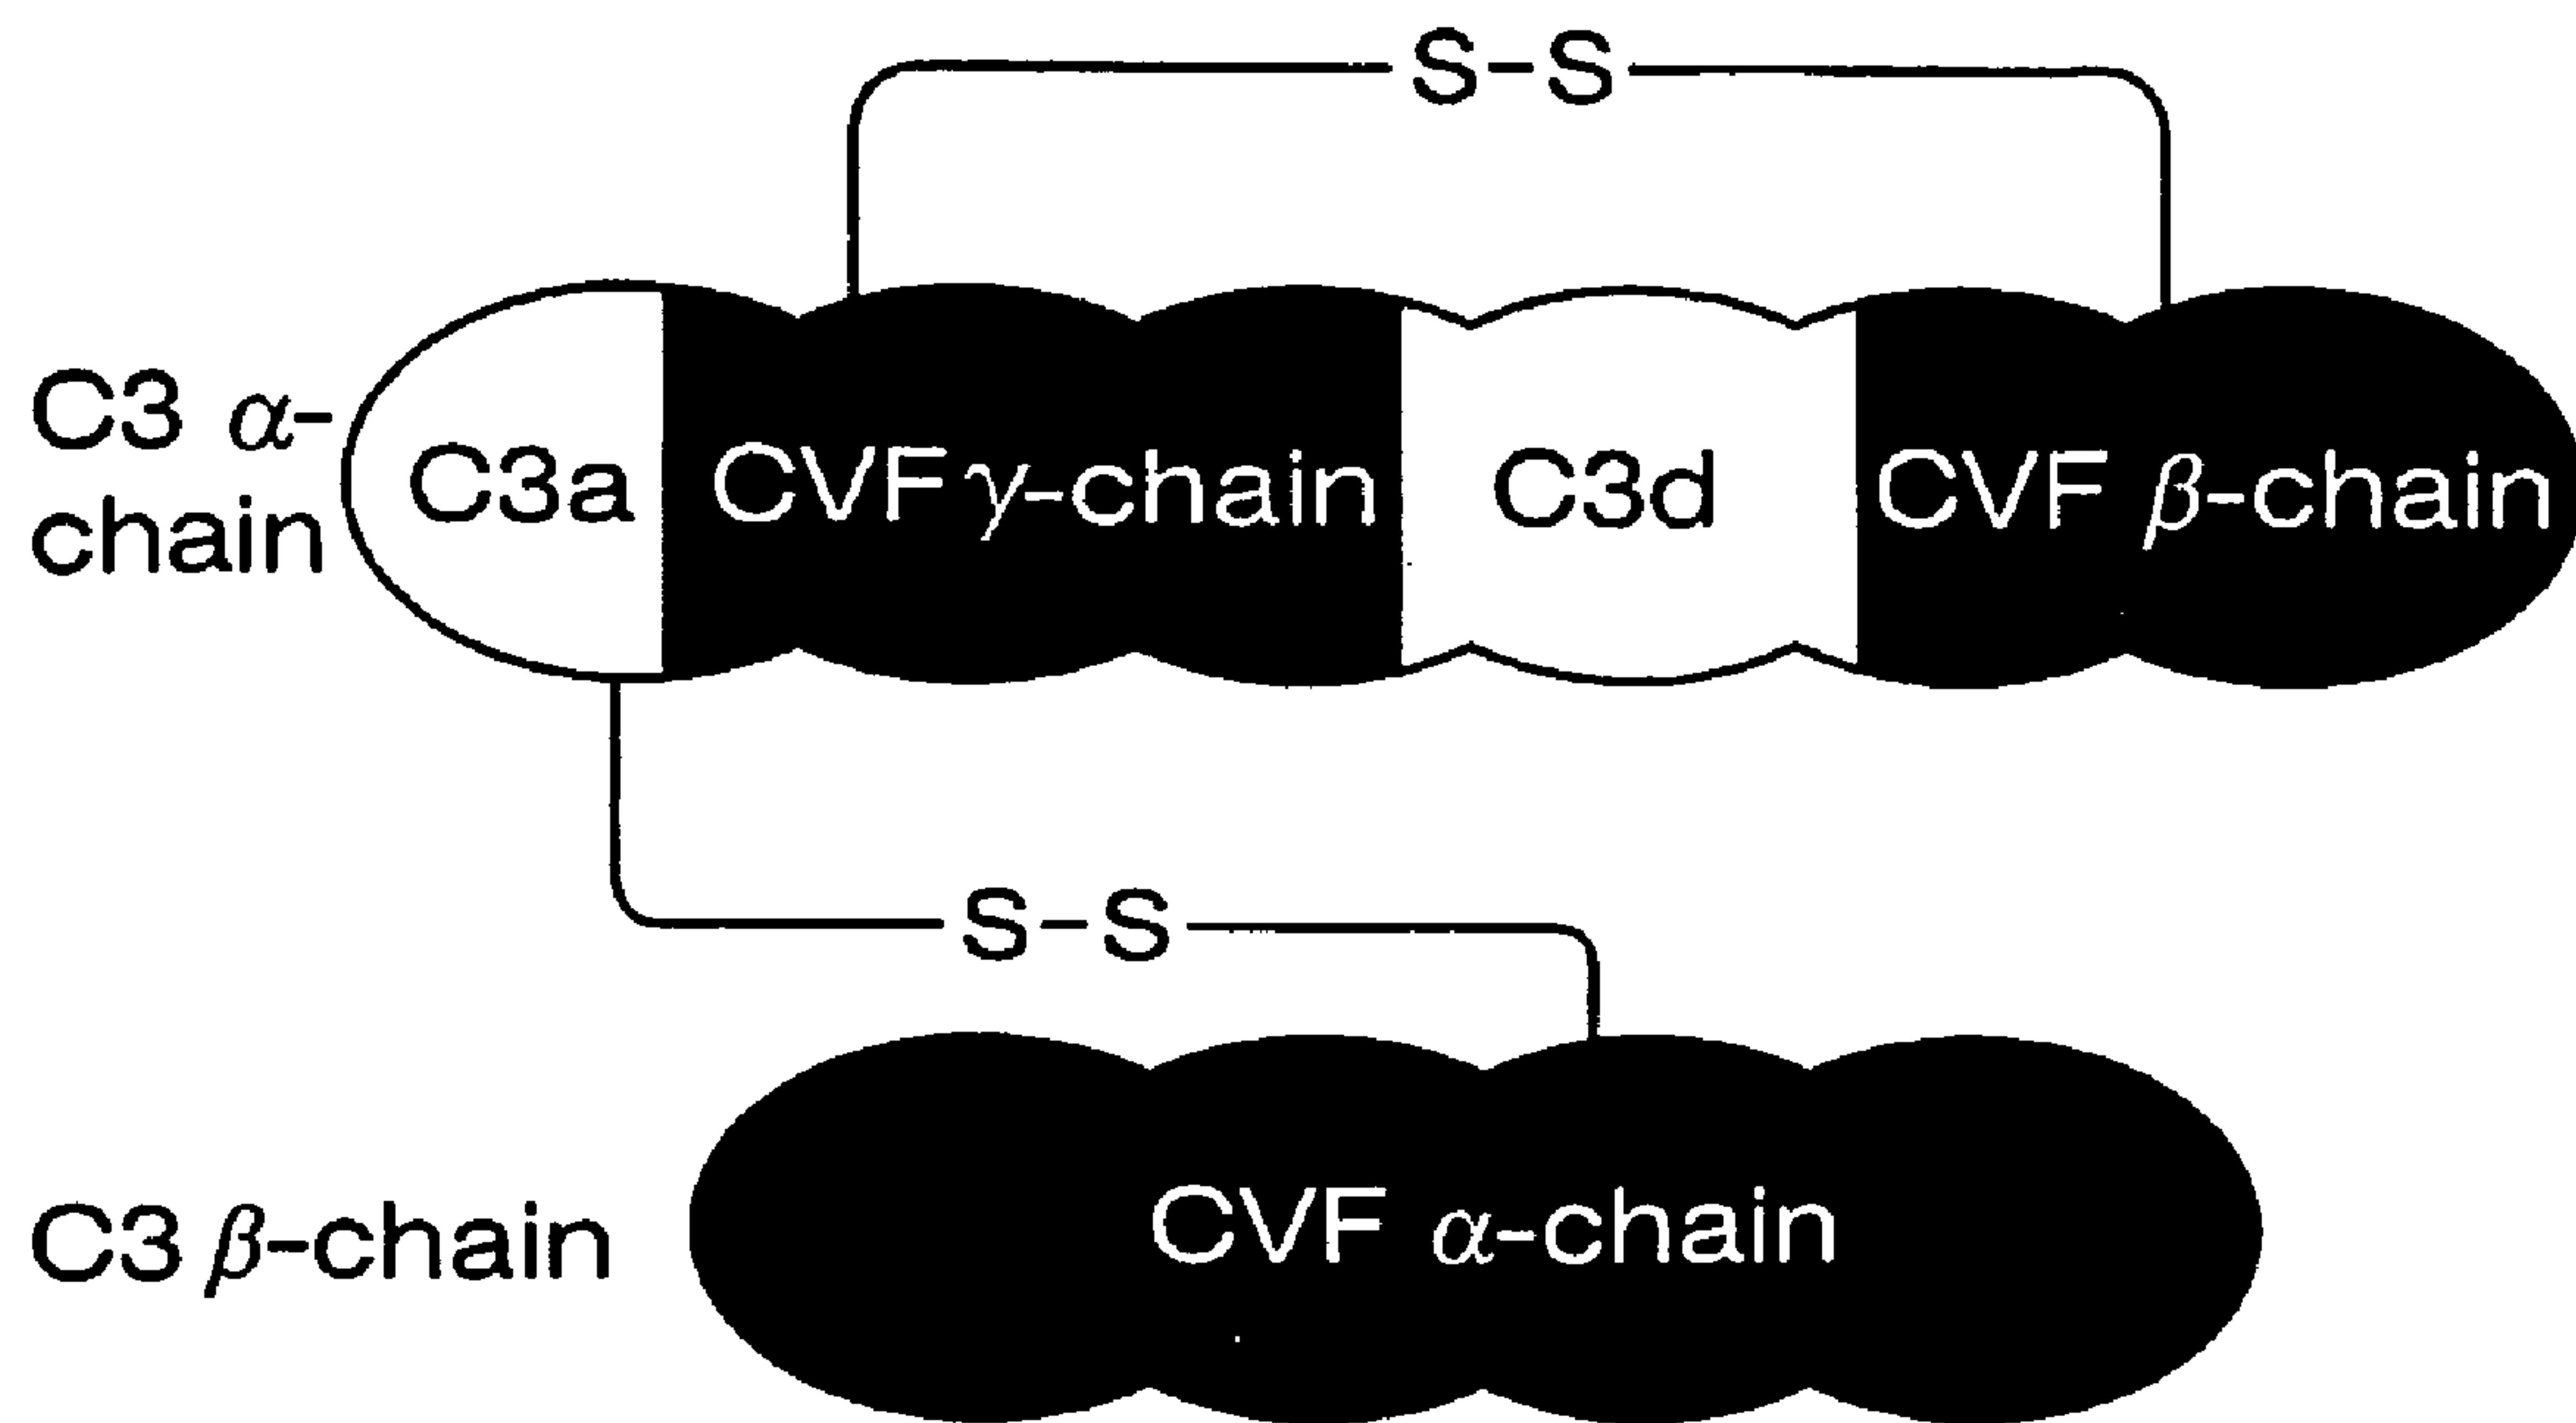 S-S
C3 α-
chain
C3a
CVF γ-chain
C3d
CVF β-chain
S-S
C3 β-chain
CVF α-chain